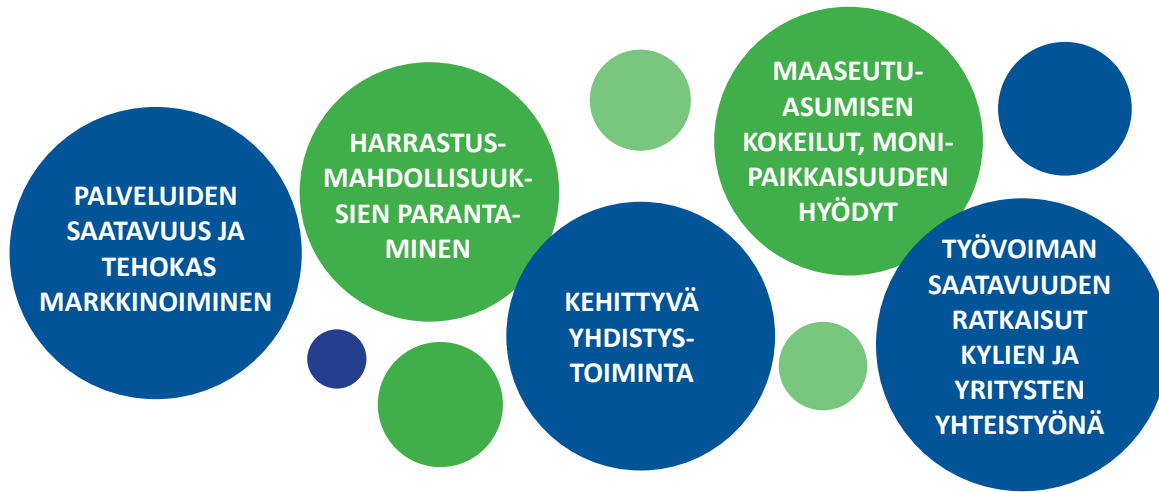 PALVELUIDEN
SAATAVUUS JA
TEHOKAS
MARKKINOIMINEN
HARRASTUS-
MAHDOLLISUUK-
SIEN PARANTA-
MINEN
KEHITTYVÄ
YHDISTYS-
TOIMINTA
MAASEUTU-
ASUMISEN
KOKEILUT, MONI-
PAIKKAISUUDEN
HYÖDYT
TYÖVOIMAN
SAATAVUUDEN
RATKAISUT
KYLIEN JA
YRITYSTEN
YHTEISTYÖNÄ